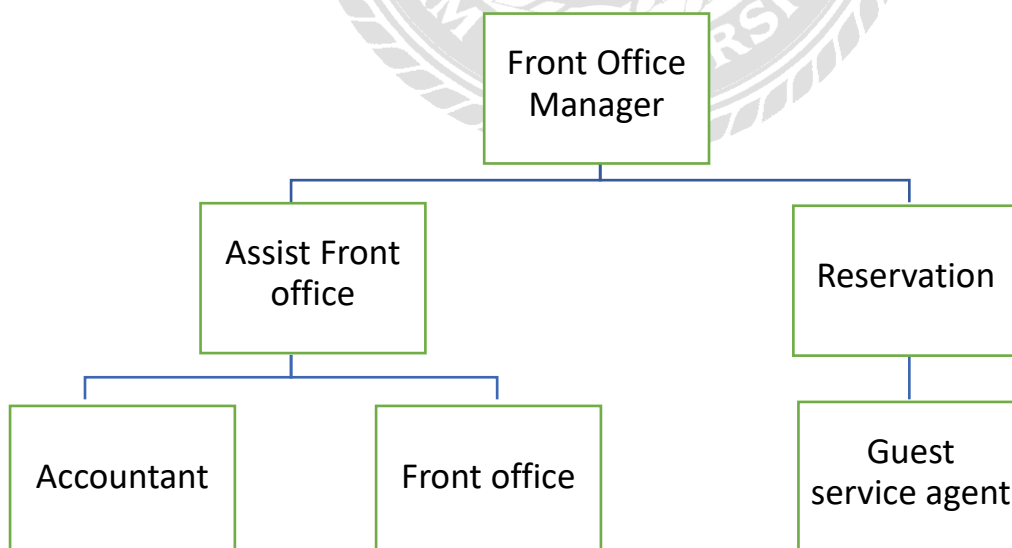 Front Office
Manager
Assist Front
office
Reservation
Accountant
Front office
Guest
service agent